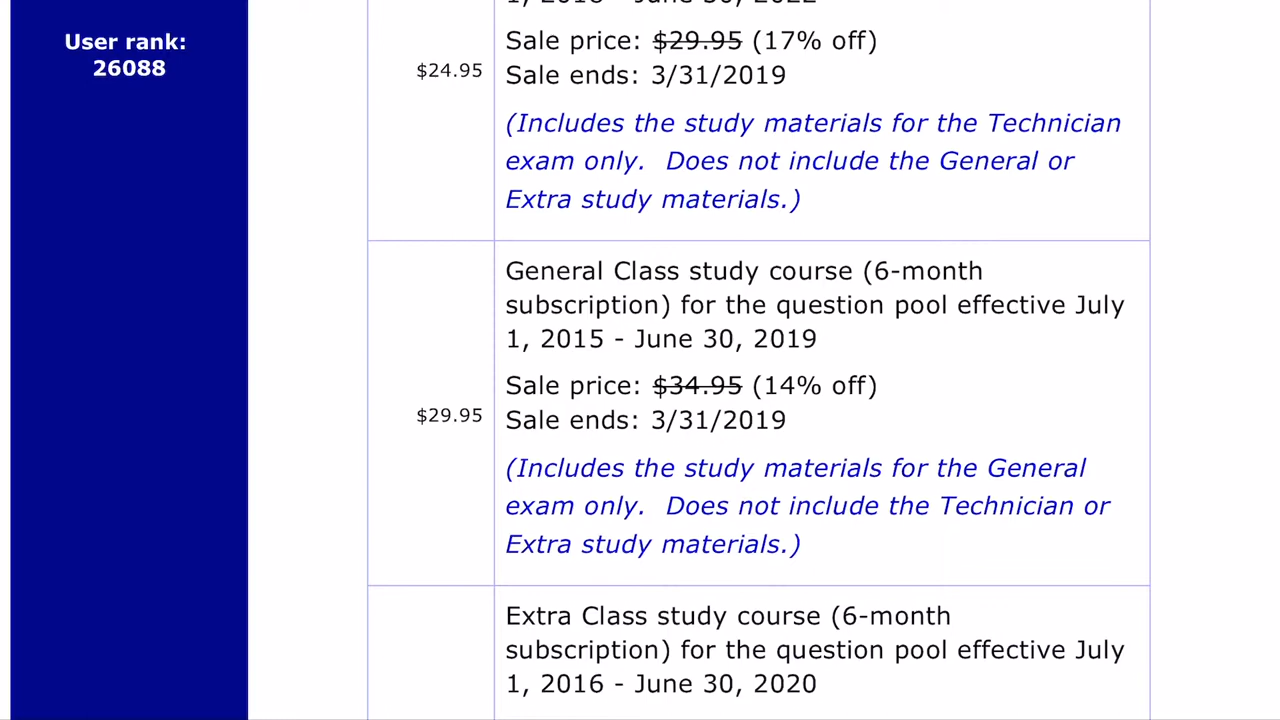 User rank:
26088
Sale price: $29.95 (17% off)
$24.95
Sale ends: 3/31/2019
(Includes the study materials for the Technician
exam only.  Does not include the General or
Extra study materials.)
General Class study course (6-month
subscription) for the question pool effective July
1, 2015 - June 30, 2019
Sale price: $34.95 (14% off)
$29.95
Sale ends: 3/31/2019
(Includes the study materials for the General
exam only.  Does not include the Technician or
Extra study materials.)
Extra Class study course (6-month
subscription) for the question pool effective July
1, 2016 - June 30, 2020